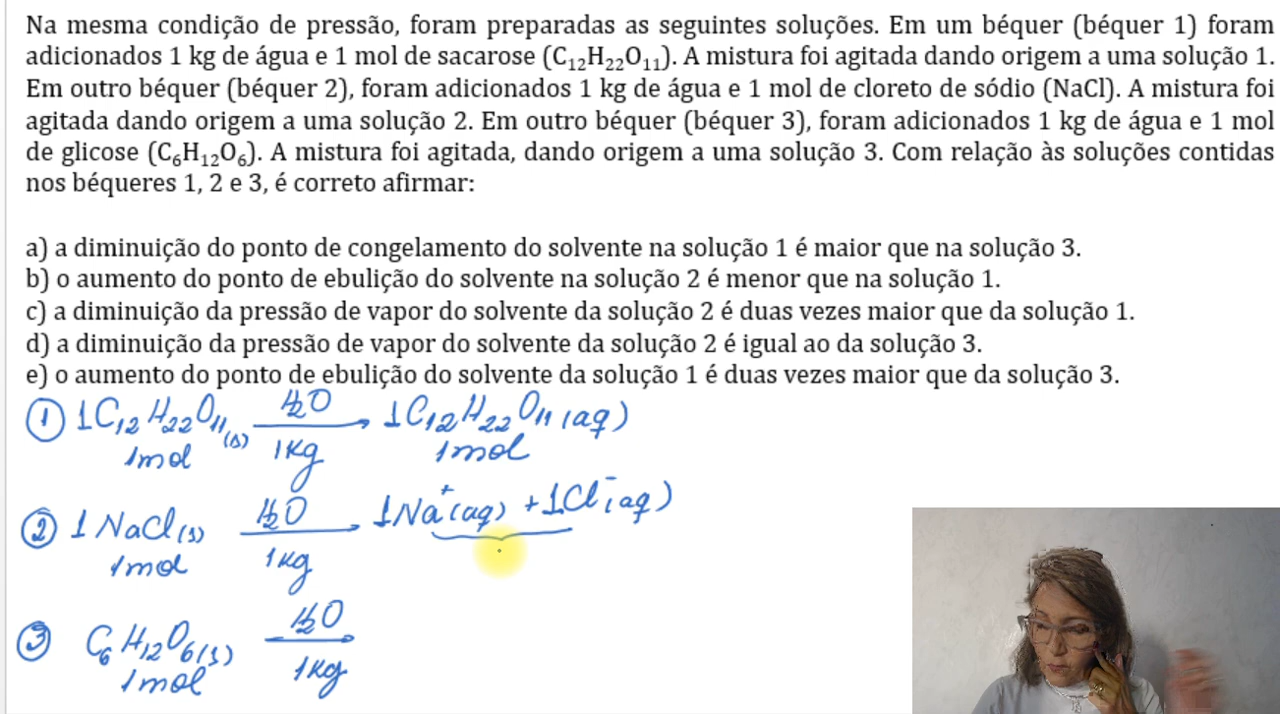 Na mesma condição de pressão, foram preparadas as seguintes soluções. Em um béquer (béquer 1) foram
adicionados 1 kg de água e 1 mol de sacarose (C₁₂H₂₂O₁₁). A mistura foi agitada dando origem a uma solução 1.
Em outro béquer (béquer 2), foram adicionados 1 kg de água e 1 mol de cloreto de sódio (NaCl). A mistura foi
agitada dando origem a uma solução 2. Em outro béquer (béquer 3), foram adicionados 1 kg de água e 1 mol
de glicose (C₆H₁₂O₆). A mistura foi agitada, dando origem a uma solução 3. Com relação às soluções contidas
nos béqueres 1, 2 e 3, é correto afirmar:
a) a diminuição do ponto de congelamento do solvente na solução 1 é maior que na solução 3.
b) o aumento do ponto de ebulição do solvente na solução 2 é menor que na solução 1.
c) a diminuição da pressão de vapor do solvente da solução 2 é duas vezes maior que da solução 1.
d) a diminuição da pressão de vapor do solvente da solução 2 é igual ao da solução 3.
e) o aumento do ponto de ebulição do solvente da solução 1 é duas vezes maior que da solução 3.
① 1C₁₂H₂₂O₁₁(s) H₂O 1C₁₂H₂₂O₁₁(aq)
1mol 1kg 1mol
② 1NaCl(s) H₂O 1Na⁺(aq) + 1Cl⁻(aq)
1mol 1kg
③ C₆H₁₂O₆(s) H₂O
1mol 1kg